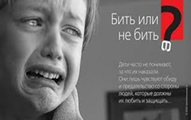 Бить или
не бить
?
Дети часто не понимают,
за что их наказали.
Они лишь чувствуют обиду
и предательство со стороны
людей, которые должны
их любить и защищать...